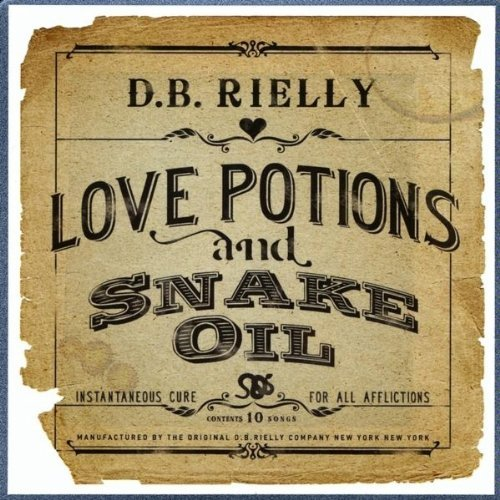 D.B. RIELLY
LOVE POTIONS
and
SNAKE
OIL
INSTANTANEOUS CURE FOR ALL AFFLICTIONS
CONTENTS 10 SONGS
MANUFACTURED BY THE ORIGINAL D.B.RIELLY COMPANY NEW YORK NEW YORK